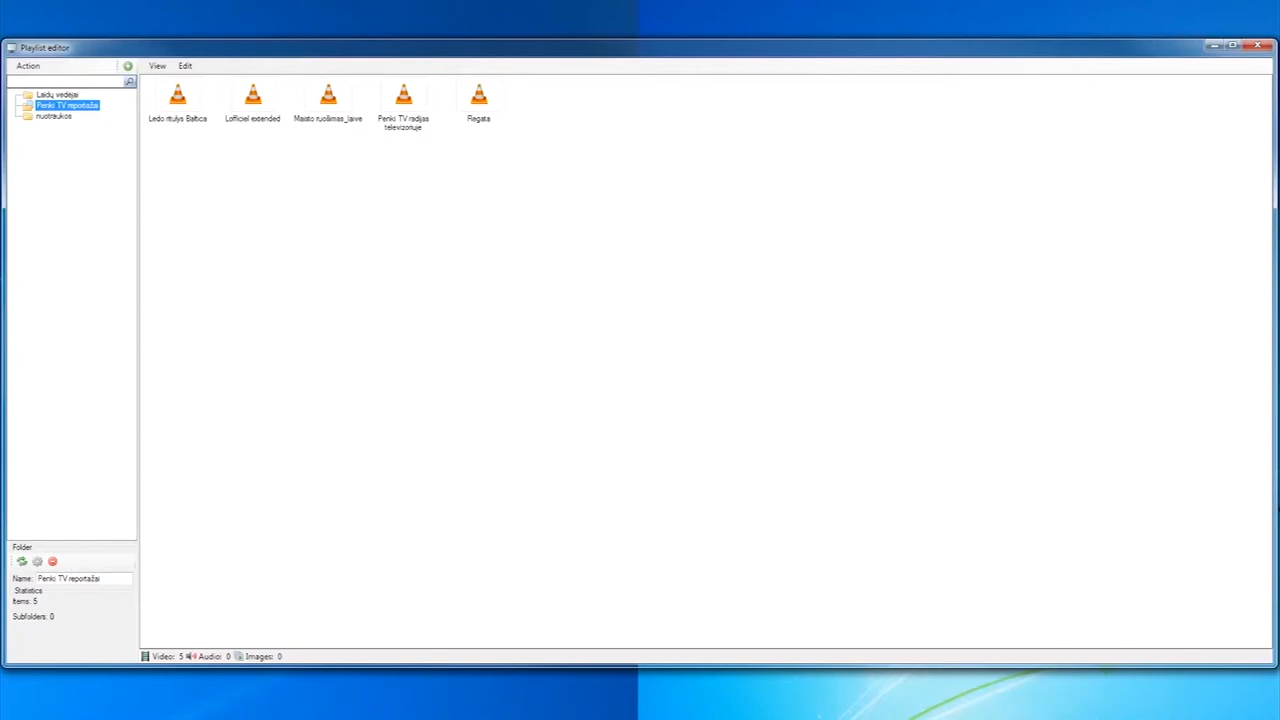 Playlist editor
Action
View Edit
Laidų vedėjai
Penki TV reportažai
nuotraukos
Ledo ritulys Baltica
Lofficiel extended
Maisto ruošimas_laive
Penki TV radijas
televizoriuje
Regata
Folder
Name: Penki TV reportažai
Statistics
Items: 5
Subfolders: 0
Video: 5 Audio: 0 Images: 0